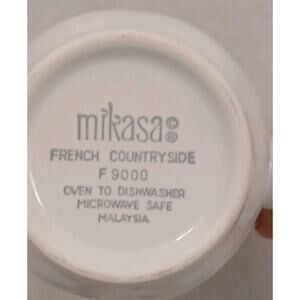 mikasa©®
FRENCH COUNTRYSIDE
F 9000
OVEN TO DISHWASHER
MICROWAVE SAFE
MALAYSIA